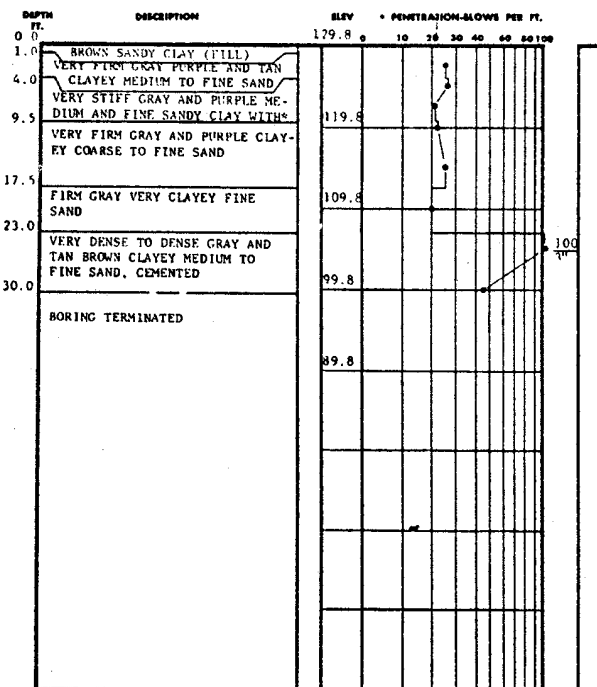 DEPTH FT. DESCRIPTION ELEV • PENETRATION-BLOWS PER FT.
0 0 129.8 0 10 20 30 40 60 80 100
1.0 BROWN SANDY CLAY (FILL)
VERY FIRM GRAY PURPLE AND TAN
4.0 CLAYEY MEDIUM TO FINE SAND
VERY STIFF GRAY AND PURPLE ME-
9.5 DIUM AND FINE SANDY CLAY WITH* 119.8
VERY FIRM GRAY AND PURPLE CLAY-
EY COARSE TO FINE SAND
17.5
FIRM GRAY VERY CLAYEY FINE 109.8
SAND
23.0
VERY DENSE TO DENSE GRAY AND 100
TAN BROWN CLAYEY MEDIUM TO 3"
FINE SAND, CEMENTED
30.0 99.8
BORING TERMINATED
89.8